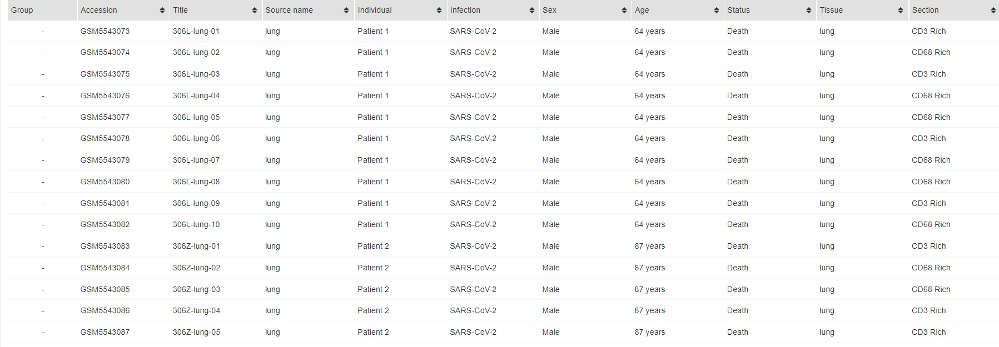 Group Accession Title Source name Individual Infection Sex Age Status Tissue Section
- GSM5543073 306L-lung-01 lung Patient 1 SARS-CoV-2 Male 64 years Death lung CD3 Rich
- GSM5543074 306L-lung-02 lung Patient 1 SARS-CoV-2 Male 64 years Death lung CD68 Rich
- GSM5543075 306L-lung-03 lung Patient 1 SARS-CoV-2 Male 64 years Death lung CD3 Rich
- GSM5543076 306L-lung-04 lung Patient 1 SARS-CoV-2 Male 64 years Death lung CD68 Rich
- GSM5543077 306L-lung-05 lung Patient 1 SARS-CoV-2 Male 64 years Death lung CD68 Rich
- GSM5543078 306L-lung-06 lung Patient 1 SARS-CoV-2 Male 64 years Death lung CD3 Rich
- GSM5543079 306L-lung-07 lung Patient 1 SARS-CoV-2 Male 64 years Death lung CD68 Rich
- GSM5543080 306L-lung-08 lung Patient 1 SARS-CoV-2 Male 64 years Death lung CD68 Rich
- GSM5543081 306L-lung-09 lung Patient 1 SARS-CoV-2 Male 64 years Death lung CD3 Rich
- GSM5543082 306L-lung-10 lung Patient 1 SARS-CoV-2 Male 64 years Death lung CD68 Rich
- GSM5543083 306Z-lung-01 lung Patient 2 SARS-CoV-2 Male 87 years Death lung CD3 Rich
- GSM5543084 306Z-lung-02 lung Patient 2 SARS-CoV-2 Male 87 years Death lung CD68 Rich
- GSM5543085 306Z-lung-03 lung Patient 2 SARS-CoV-2 Male 87 years Death lung CD68 Rich
- GSM5543086 306Z-lung-04 lung Patient 2 SARS-CoV-2 Male 87 years Death lung CD3 Rich
- GSM5543087 306Z-lung-05 lung Patient 2 SARS-CoV-2 Male 87 years Death lung CD3 Rich